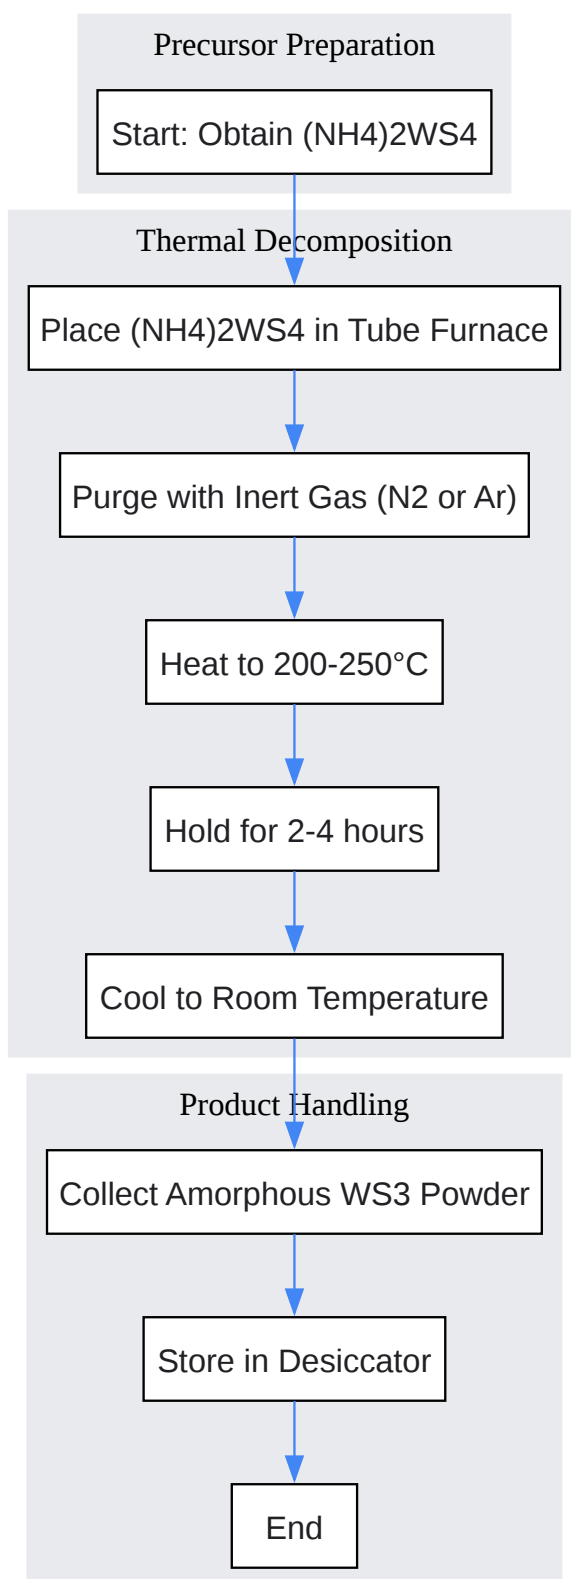 Precursor Preparation
Start: Obtain (NH4)2WS4
Thermal Decomposition
Place (NH4)2WS4 in Tube Furnace
Purge with Inert Gas (N2 or Ar)
Heat to 200-250°C
Hold for 2-4 hours
Cool to Room Temperature
Product Handling
Collect Amorphous WS3 Powder
Store in Desiccator
End